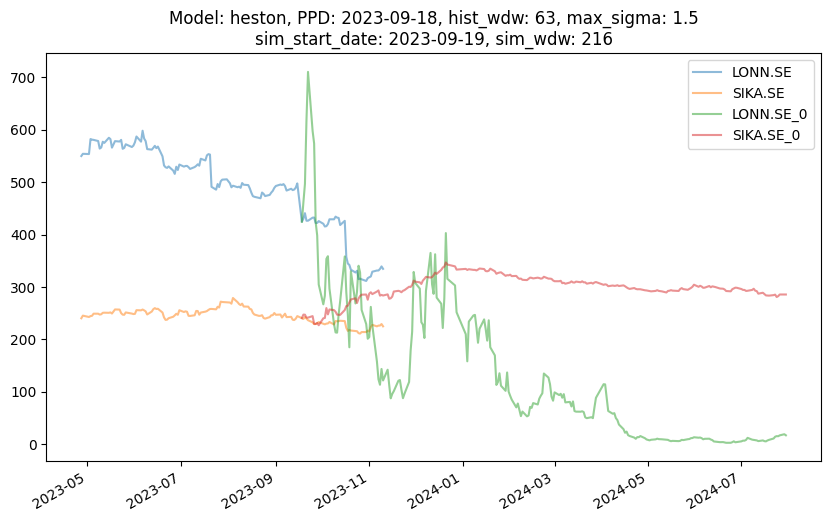 Model: heston, PPD: 2023-09-18, hist_wdw: 63, max_sigma: 1.5
sim_start_date: 2023-09-19, sim_wdw: 216
LONN.SE
SIKA.SE
LONN.SE_0
SIKA.SE_0
700
600
500
400
300
200
100
0
2023-05
2023-07
2023-09
2023-11
2024-01
2024-03
2024-05
2024-07